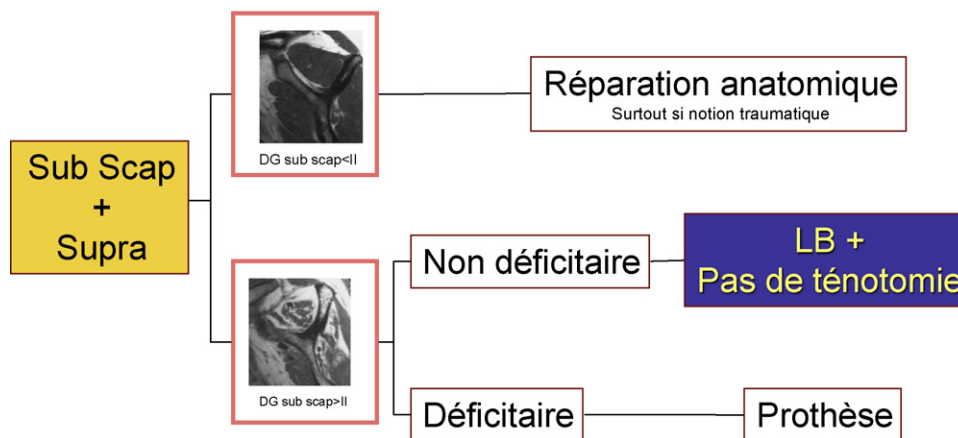 Sub Scap
+
Supra
DG sub scap<II
Réparation anatomique
Surtout si notion traumatique
DG sub scap>II
Non déficitaire
LB +
Pas de ténotomie
Déficitaire
Prothèse